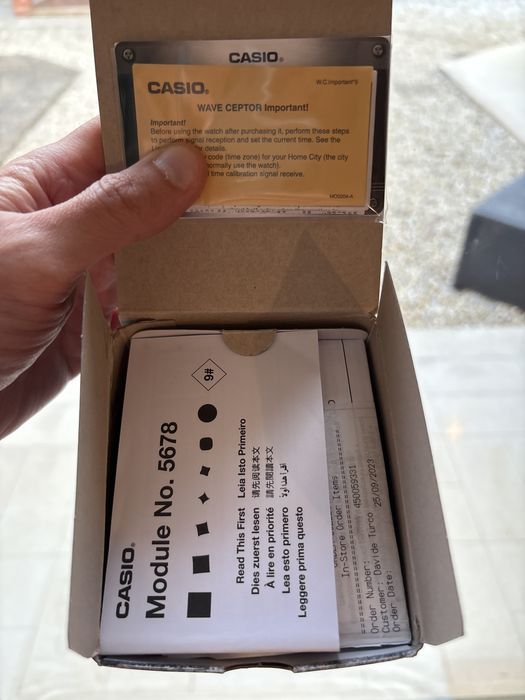 CASIO®
CASIO®
W.C.Important*9
WAVE CEPTOR Important!
Important!
Before using the watch after purchasing it, perform these steps
to perform signal reception and set the current time. See the
details.
code (time zone) for your Home City (the city
normally use the watch).
time calibration signal receive.
MO0204-A
CASIO®
Module No. 5678
9#
Read This First Leia Isto Primeiro
Dies zuerst lesen 请先阅读本文
À lire en priorité 請先閱讀本文
Lea esto primero اقرأ هذا أولاً
Leggere prima questo
In-Store Order Items
Order Number: 450059331
Customer: Davide Turco
Order Date: 25/09/2023